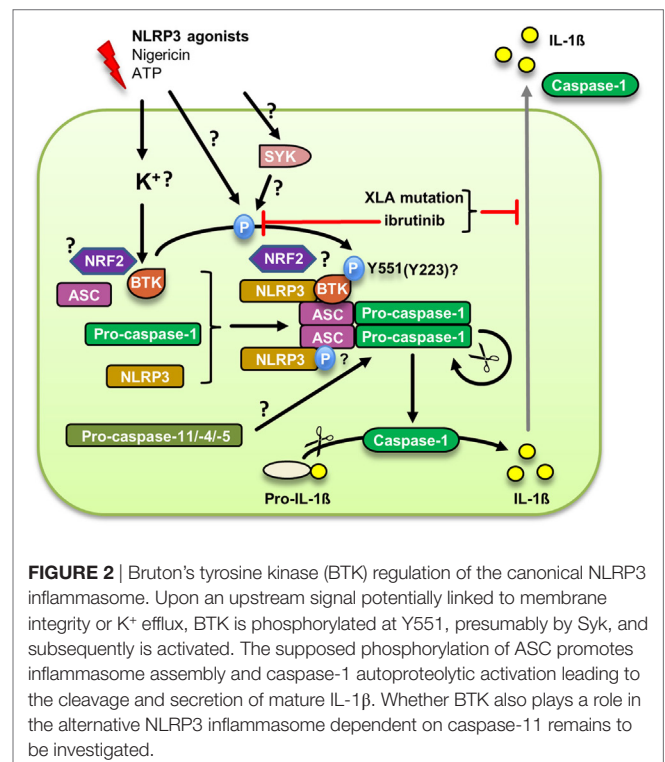 NLRP3 agonists
Nigericin
ATP
IL-1ß
Caspase-1
?
?
SYK
K+?
?
XLA mutation
ibrutinib
P
?
NRF2
NRF2
?
P
Y551(Y223)?
ASC
BTK
NLRP3
BTK
ASC
Pro-caspase-1
Pro-caspase-1
ASC
Pro-caspase-1
NLRP3
P
?
NLRP3
?
Pro-caspase-11/-4/-5
Caspase-1
Pro-IL-1ß
IL-1ß
FIGURE 2 | Bruton’s tyrosine kinase (BTK) regulation of the canonical NLRP3
inflammasome. Upon an upstream signal potentially linked to membrane
integrity or K+ efflux, BTK is phosphorylated at Y551, presumably by Syk, and
subsequently is activated. The supposed phosphorylation of ASC promotes
inflammasome assembly and caspase-1 autoproteolytic activation leading to
the cleavage and secretion of mature IL-1β. Whether BTK also plays a role in
the alternative NLRP3 inflammasome dependent on caspase-11 remains to
be investigated.